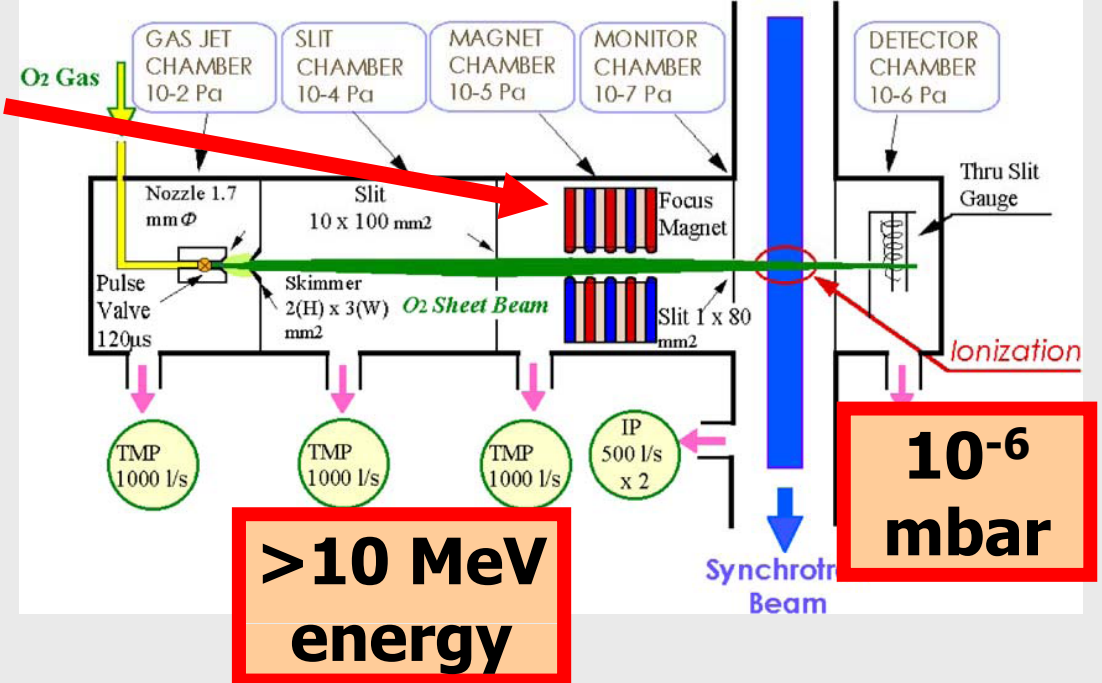 GAS JET
CHAMBER
10-2 Pa
SLIT
CHAMBER
10-4 Pa
MAGNET
CHAMBER
10-5 Pa
MONITOR
CHAMBER
10-7 Pa
DETECTOR
CHAMBER
10-6 Pa
O2 Gas
Nozzle 1.7
mmΦ
Slit
10 x 100 mm2
Focus
Magnet
Thru Slit
Gauge
Pulse
Valve
120μs
Skimmer
2(H) x 3(W)
mm2
O2 Sheet Beam
Slit 1 x 80
mm2
Ionization
TMP
1000 l/s
TMP
1000 l/s
TMP
1000 l/s
IP
500 l/s
x 2
10-6
mbar
>10 MeV
energy
Synchrotr
Beam